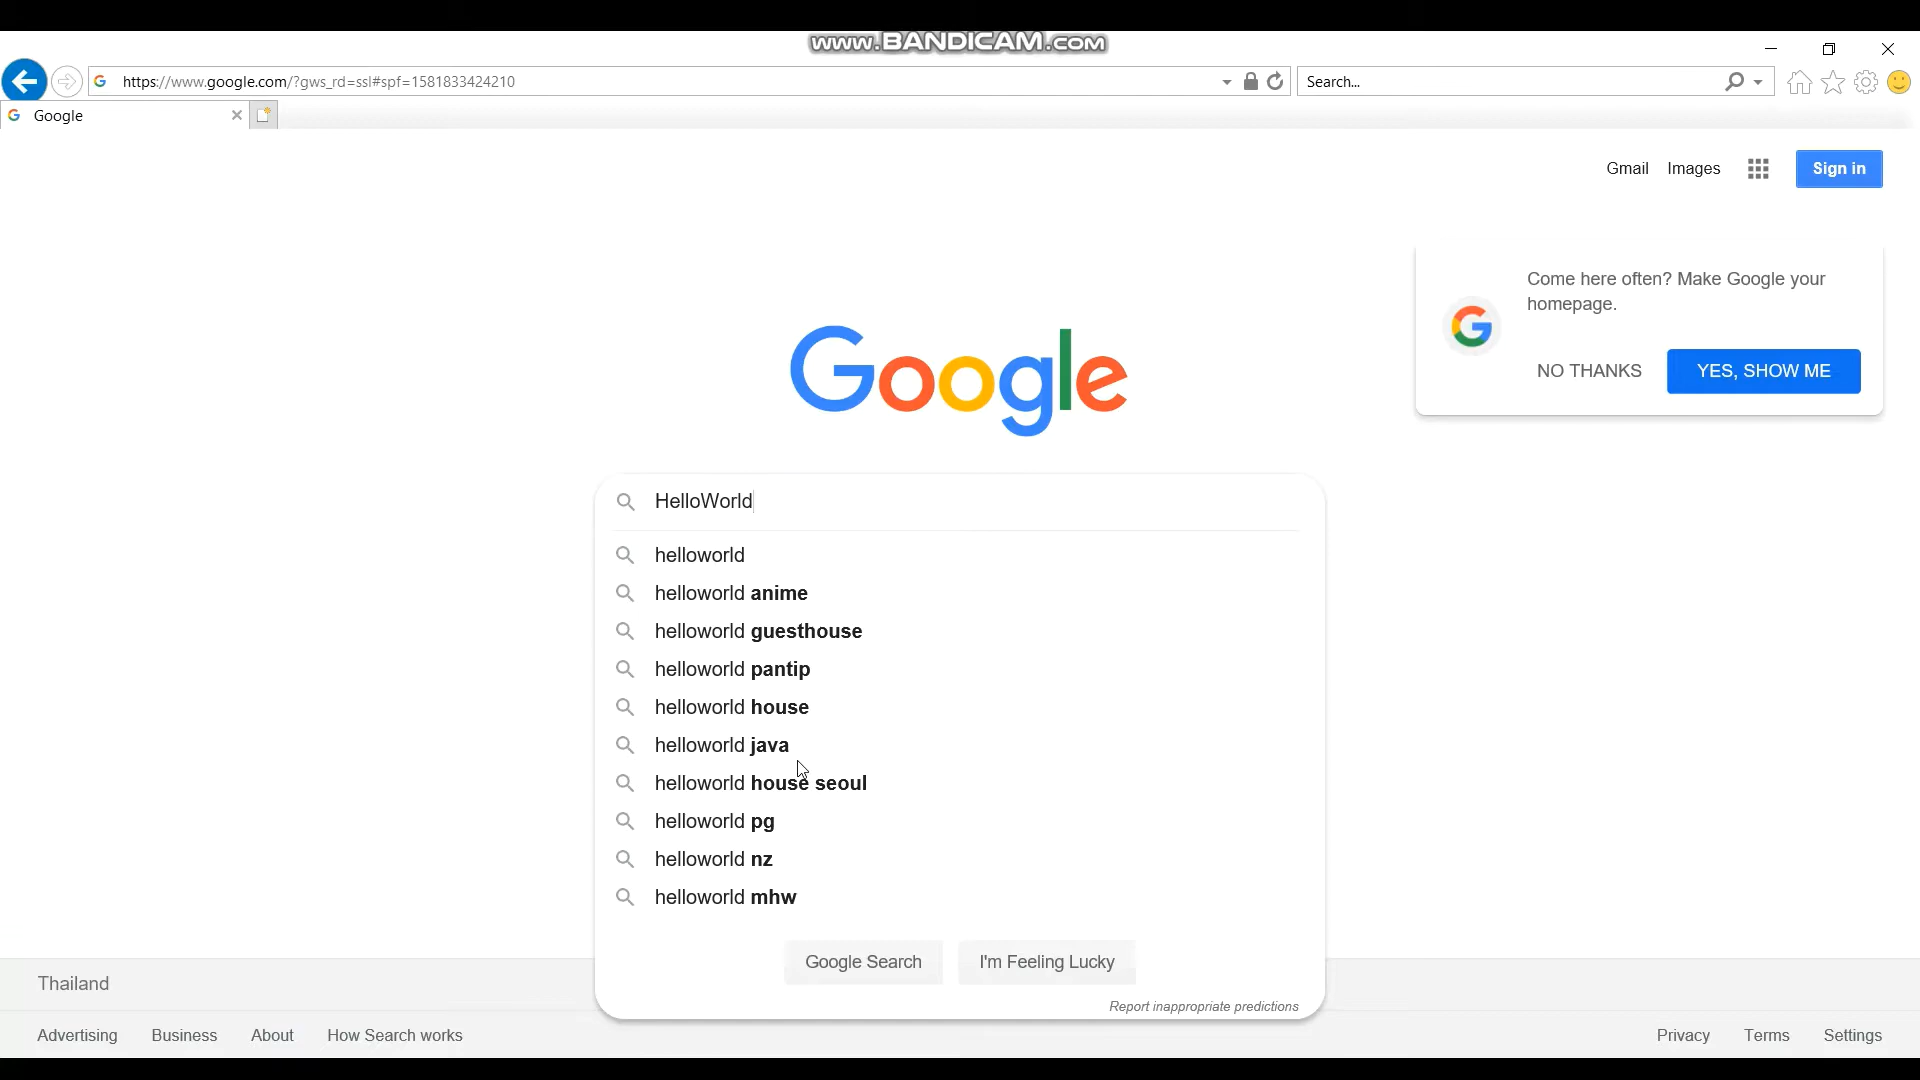 www.BANDICAM.com
https://www.google.com/?gws_rd=ssl#spf=1581833424210
Search...
Google
Gmail Images Sign in
Come here often? Make Google your
homepage.
NO THANKS YES, SHOW ME
Google
HelloWorld
helloworld
helloworld anime
helloworld guesthouse
helloworld pantip
helloworld house
helloworld java
helloworld house seoul
helloworld pg
helloworld nz
helloworld mhw
Google Search I'm Feeling Lucky
Report inappropriate predictions
Thailand
Advertising Business About How Search works Privacy Terms Settings